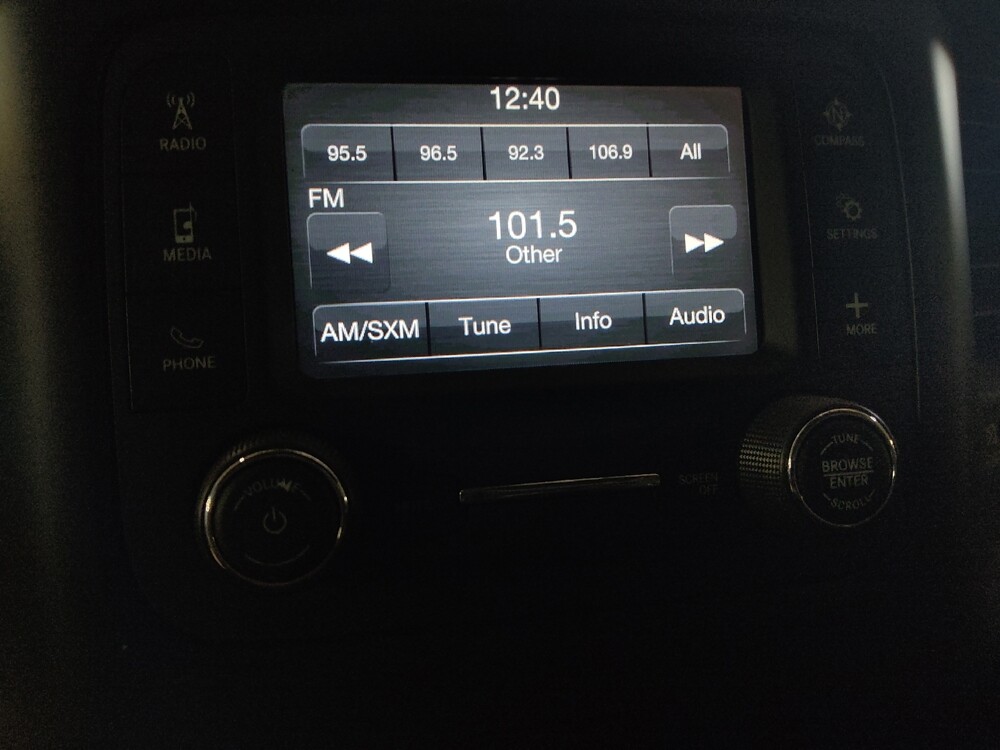 12:40
95.5 96.5 92.3 106.9 All
FM
101.5
Other
AM/SXM Tune Info Audio
RADIO
MEDIA
PHONE
COMPASS
SETTINGS
MORE
VOLUME
SCREEN
OFF
TUNE
BROWSE
ENTER
SCROLL